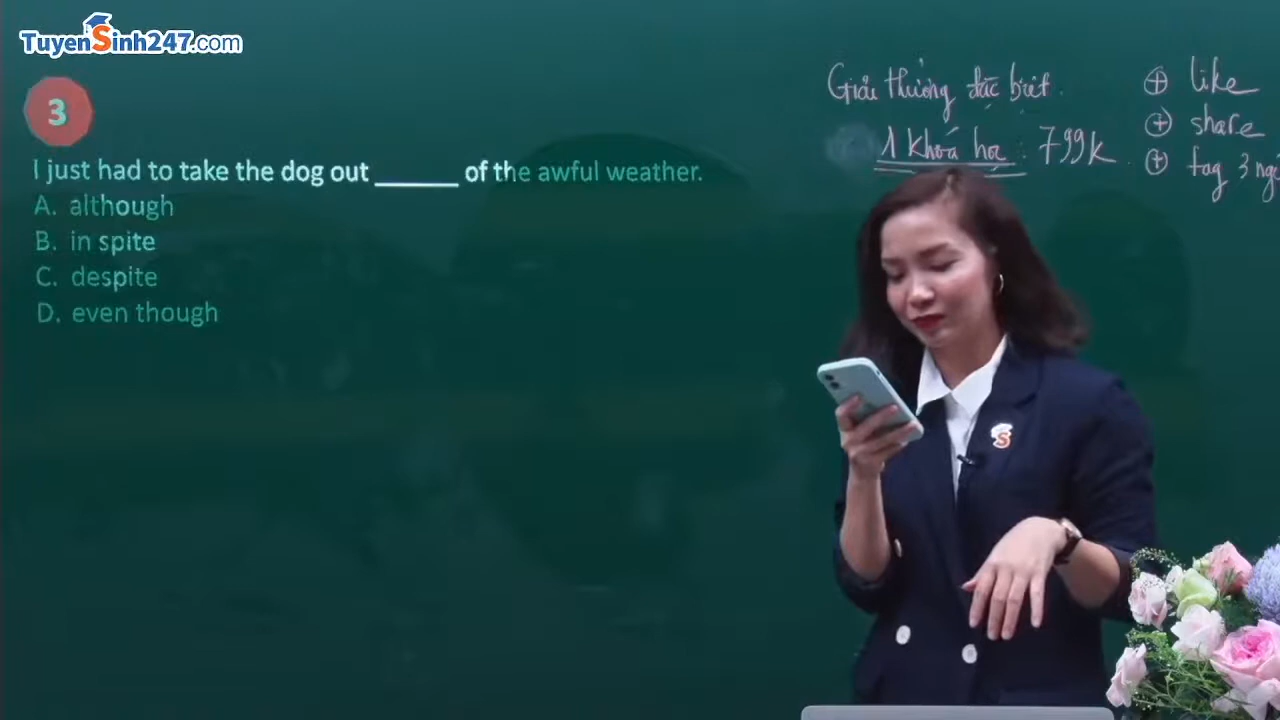 TuyenSinh247.com
3
I just had to take the dog out ______ of the awful weather.
A. although
B. in spite
C. despite
D. even though
Giải thưởng đặc biệt
1 khoá học : 799k
+ like
+ share
+ tag 3
S